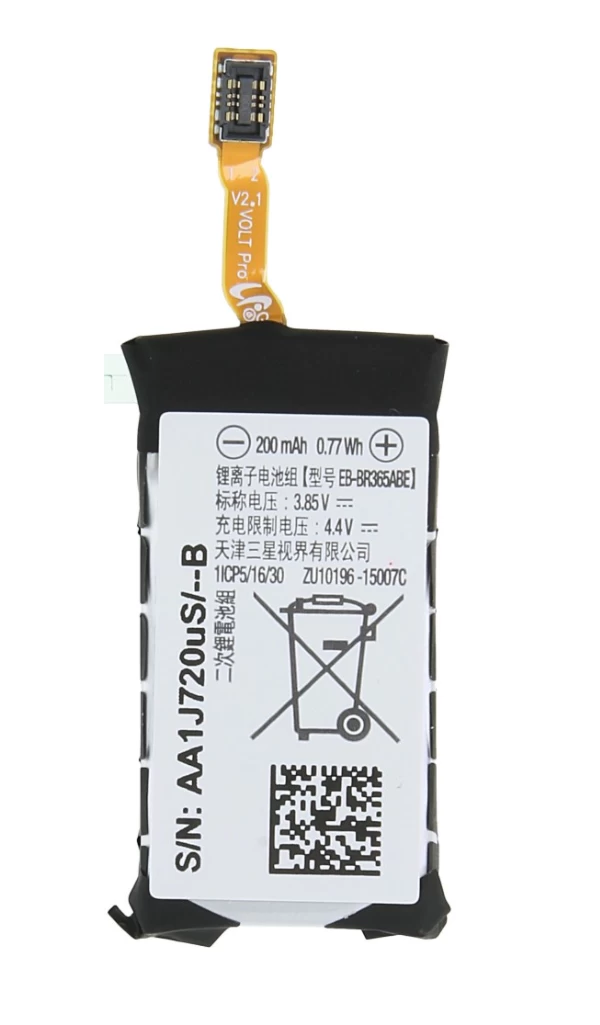 1 2
V2.1
VOLT Pro
200 mAh 0.77 Wh
锂离子电池组【型号 EB-BR365ABE】
标称电压：3.85 V
充电限制电压：4.4 V
天津三星视界有限公司
1ICP5/16/30 ZU10196 -15007C
二次鋰電池組
S/N: AA1J720uS/--B